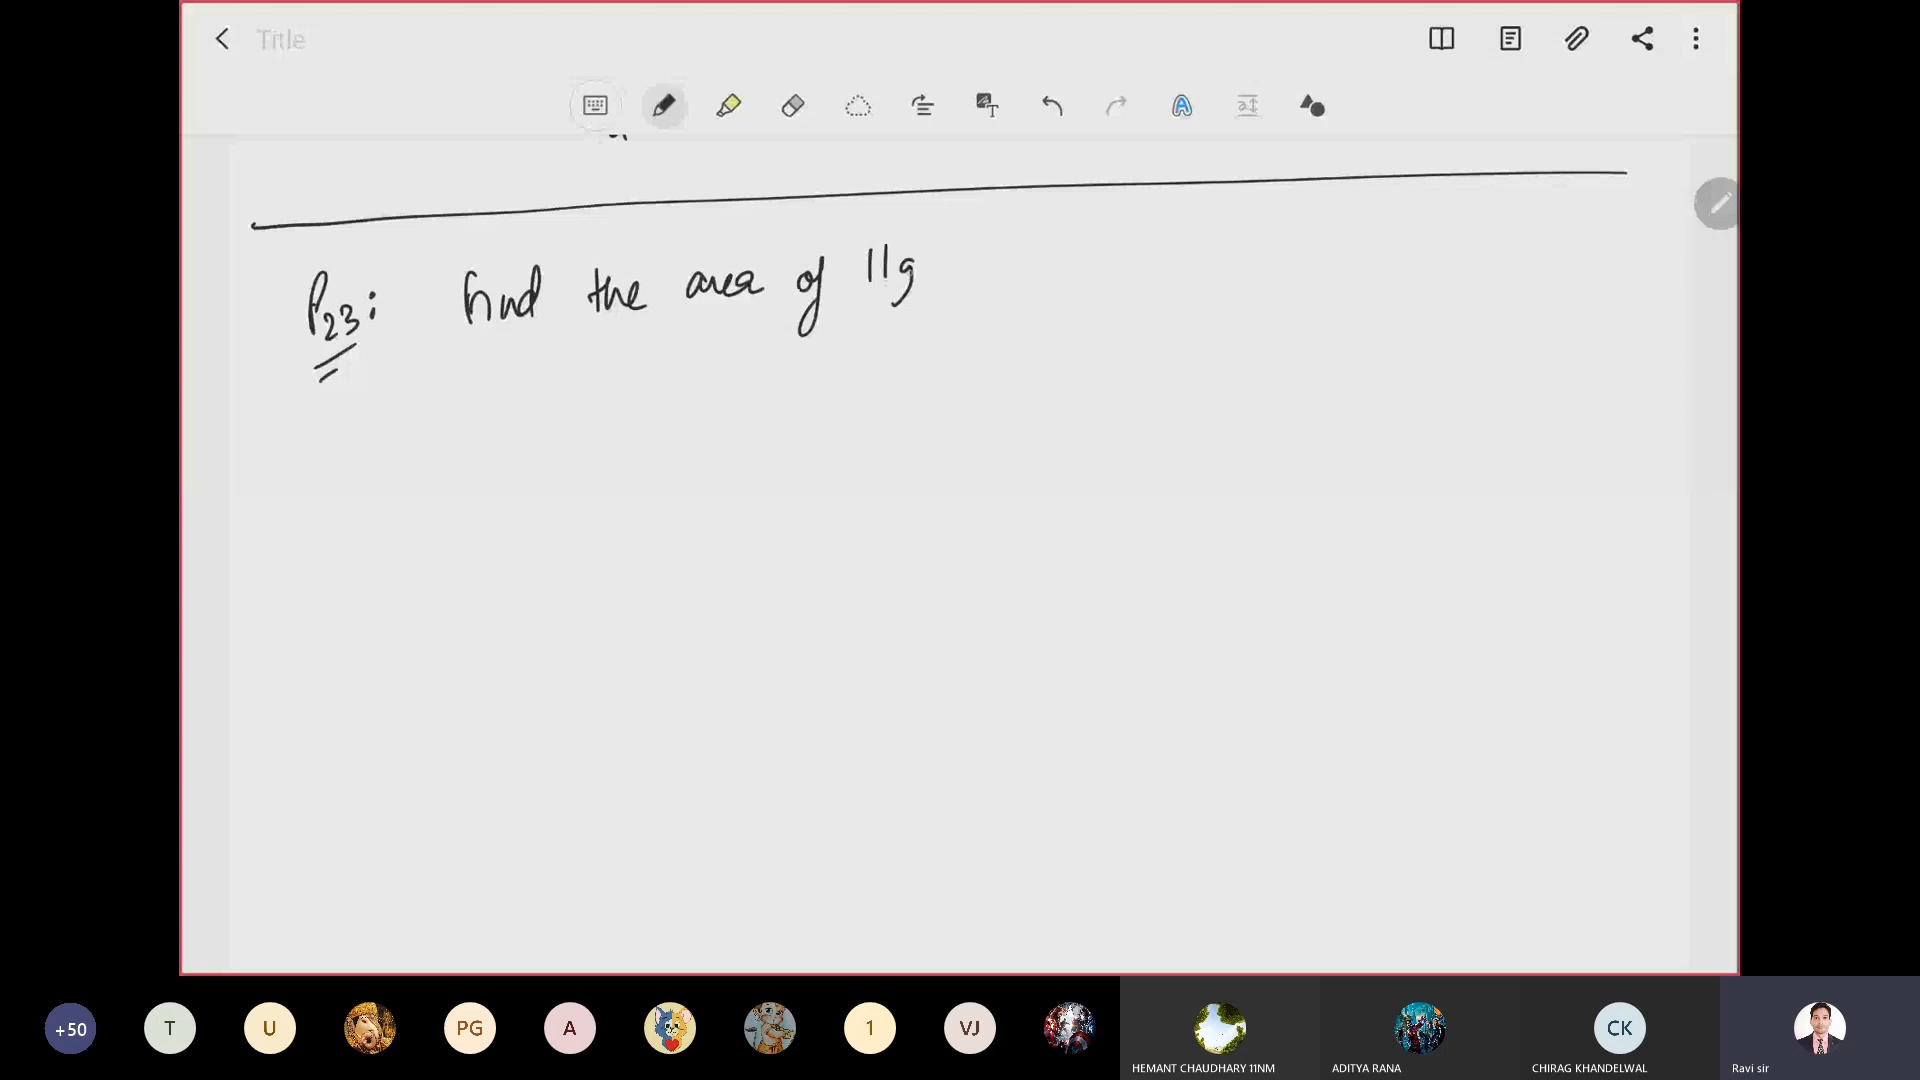 Title
P23: find the area of ||g
+50
T
U
PG
A
1
VJ
HEMANT CHAUDHARY 11NM
ADITYA RANA
CK
CHIRAG KHANDELWAL
Ravi sir